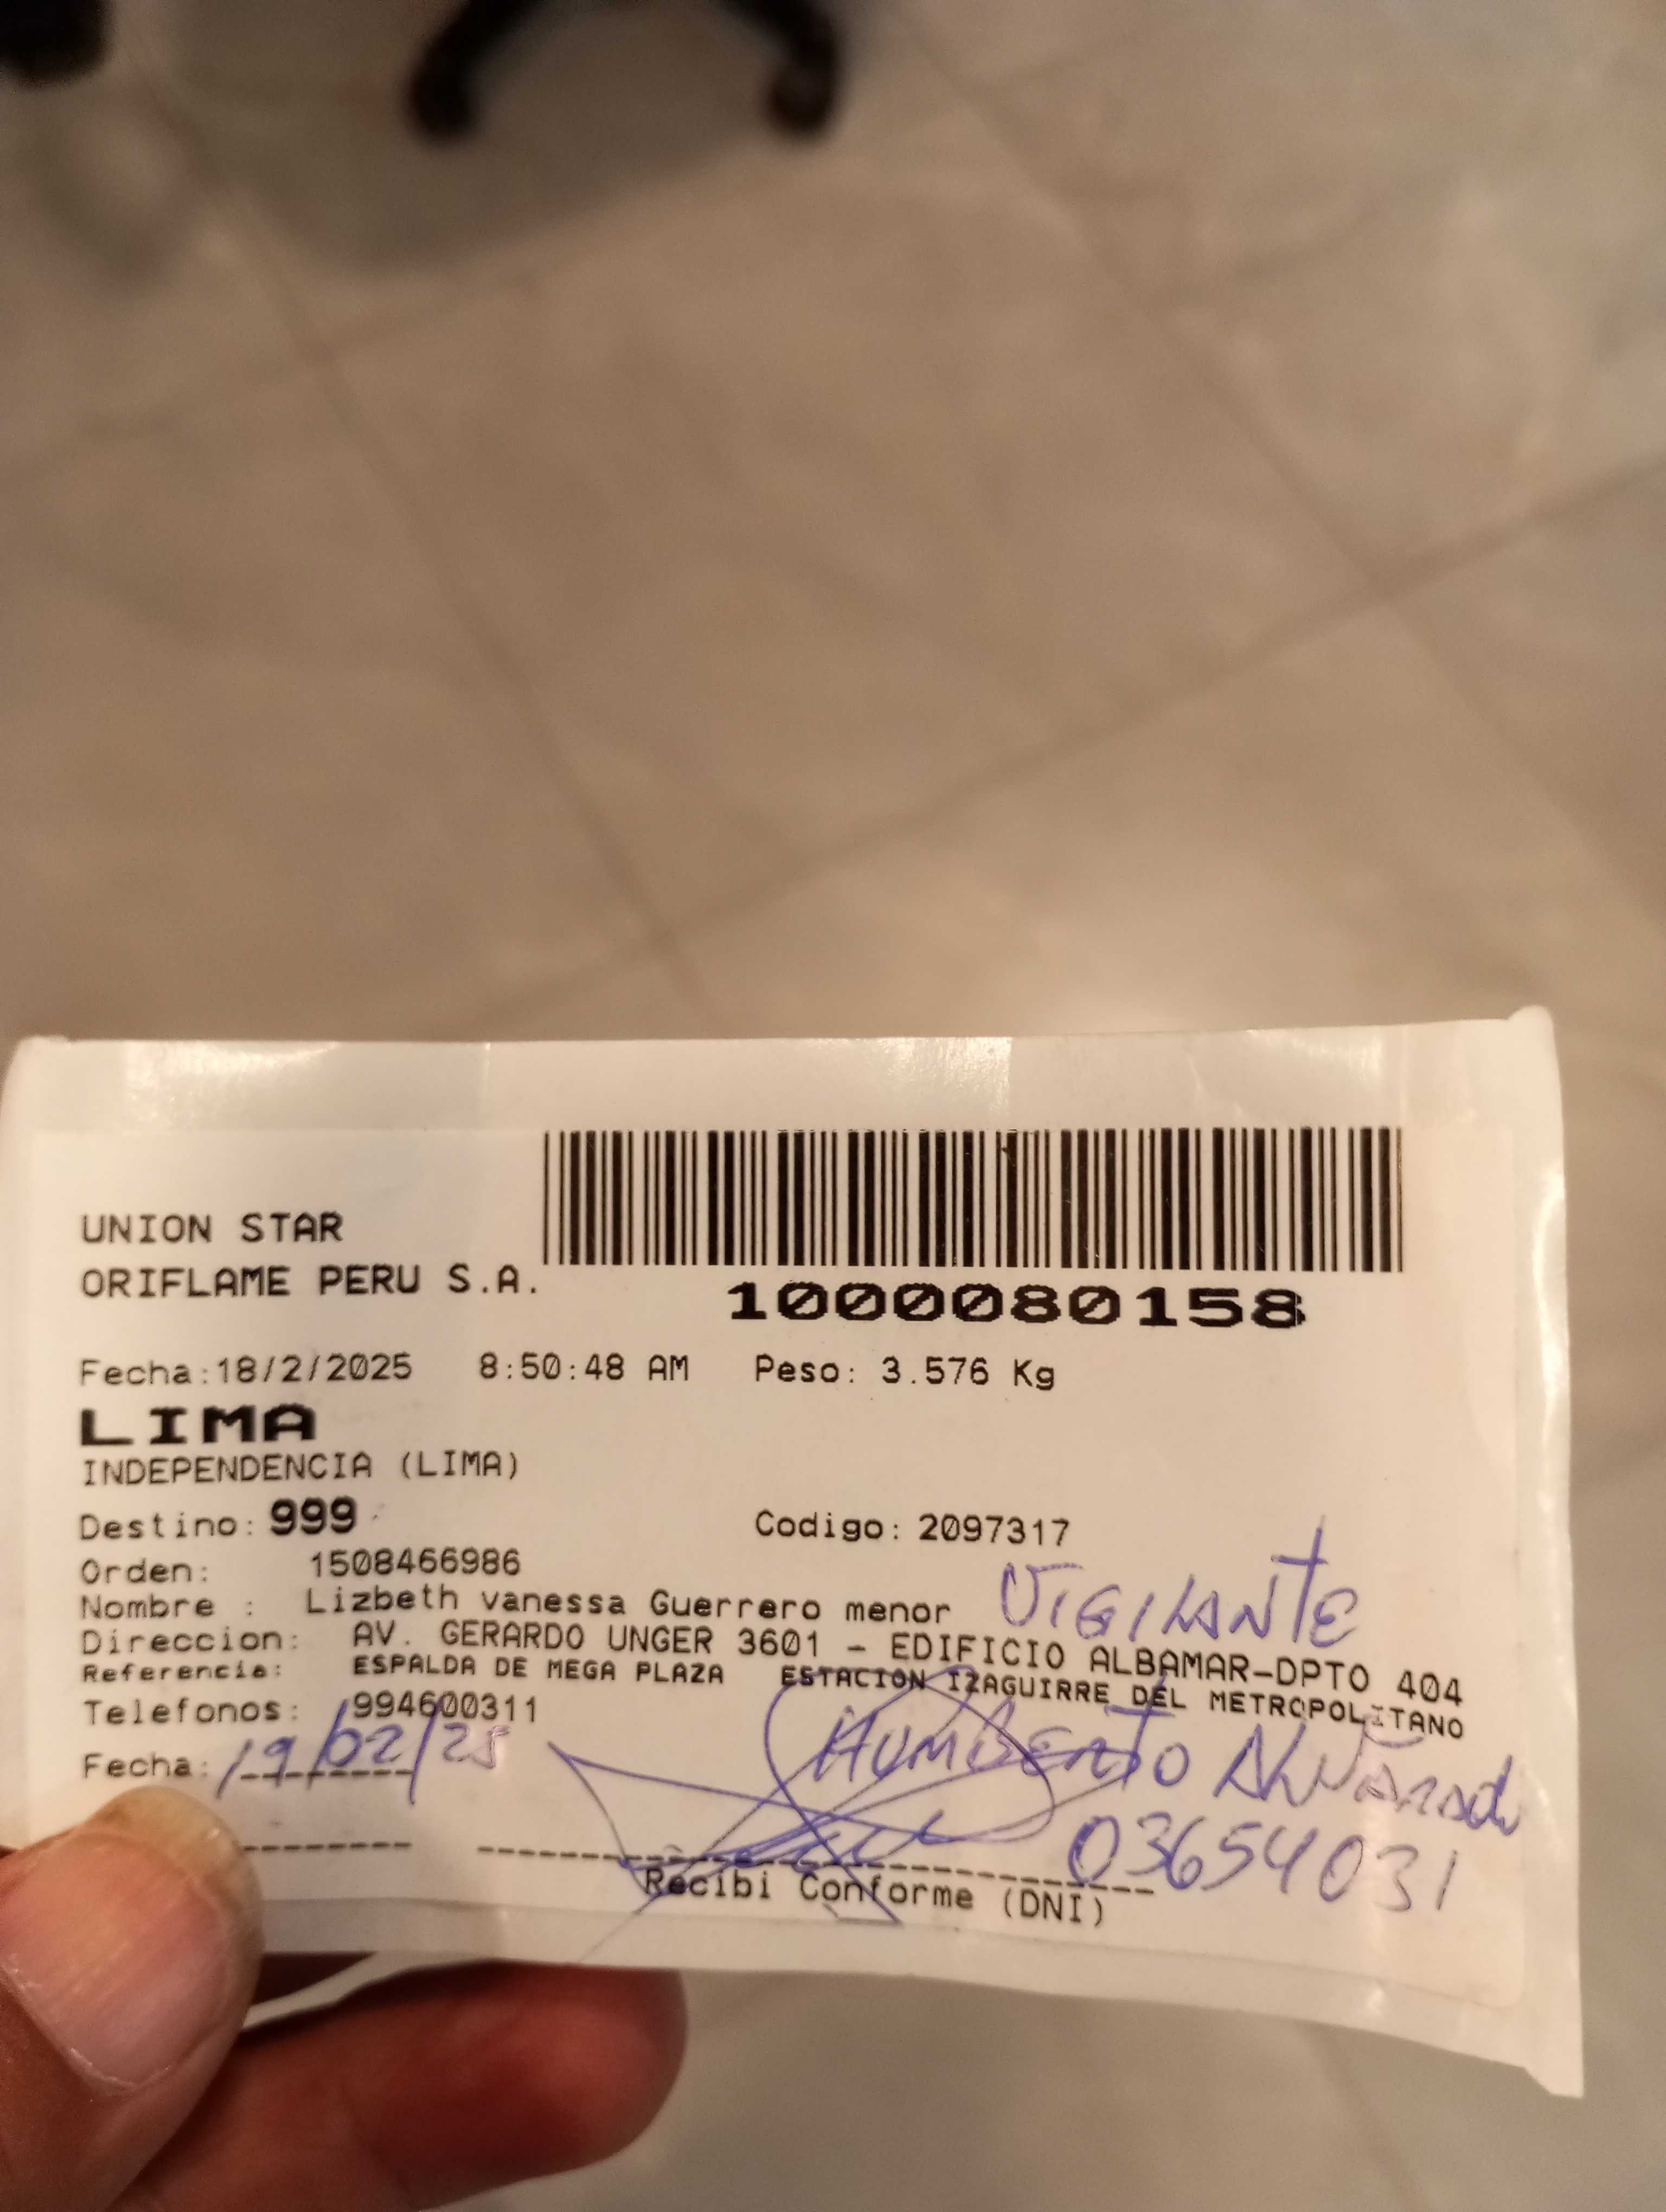 UNION STAR
ORIFLAME PERU S.A.
1000080158
Fecha:18/2/2025 8:50:48 AM Peso: 3.576 Kg
LIMA
INDEPENDENCIA (LIMA)
Destino: 999 Codigo: 2097317
Orden: 1508466986
Nombre : Lizbeth vanessa Guerrero menor VIGILANTE
Direccion: AV. GERARDO UNGER 3601 - EDIFICIO ALBAMAR-DPTO 404
Referencia: ESPALDA DE MEGA PLAZA ESTACION IZAGUIRRE DEL METROPOLITANO
Telefonos: 994600311
Fecha: 19/02/25 HUMBERTO ALVARADO
03654031
Recibi Conforme (DNI)